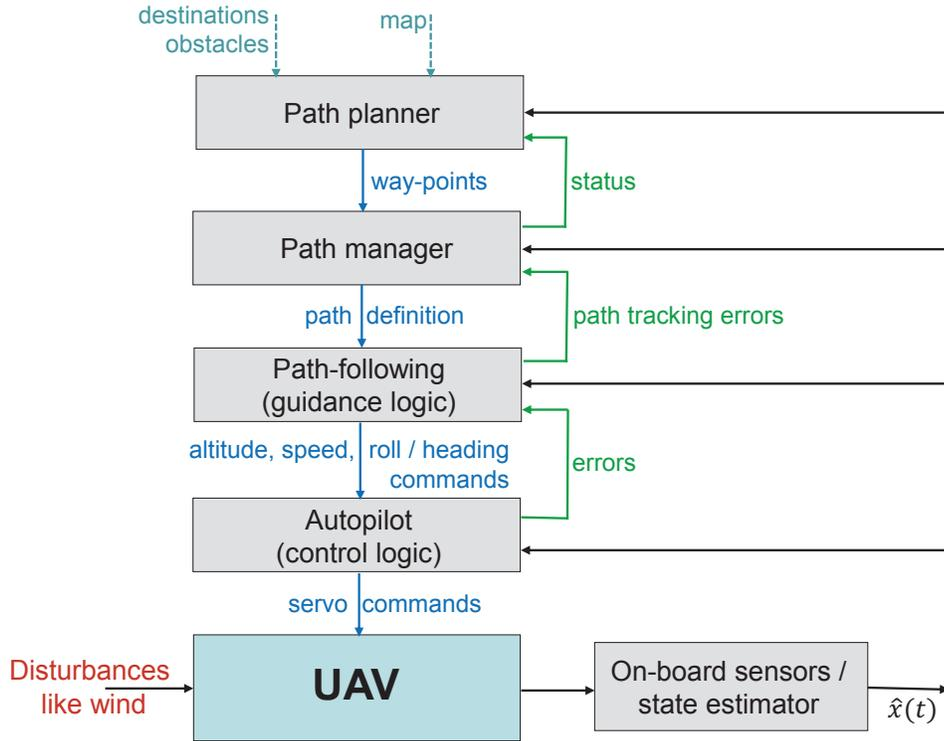 destinations
obstacles
map
Path planner
way-points
status
Path manager
path definition
path tracking errors
Path-following
(guidance logic)
altitude, speed, roll / heading
commands
errors
Autopilot
(control logic)
servo commands
Disturbances
like wind
UAV
On-board sensors /
state estimator
x̂(t)